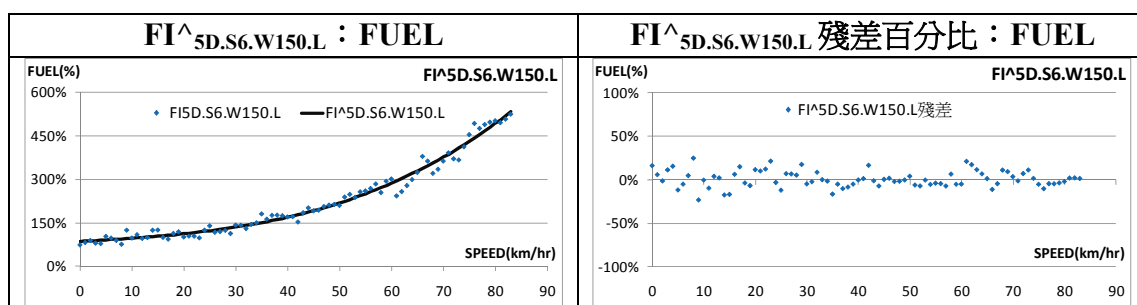 FI^5D.S6.W150.L：FUEL
FI^5D.S6.W150.L 殘差百分比：FUEL
FUEL(%)
FI^5D.S6.W150.L
600%
FI5D.S6.W150.L
FI^5D.S6.W150.L
450%
300%
150%
SPEED(km/hr)
0%
0 10 20 30 40 50 60 70 80 90
FUEL(%)
FI^5D.S6.W150.L
100%
FI^5D.S6.W150.L殘差
50%
0%
-50%
SPEED(km/hr)
-100%
0 10 20 30 40 50 60 70 80 90